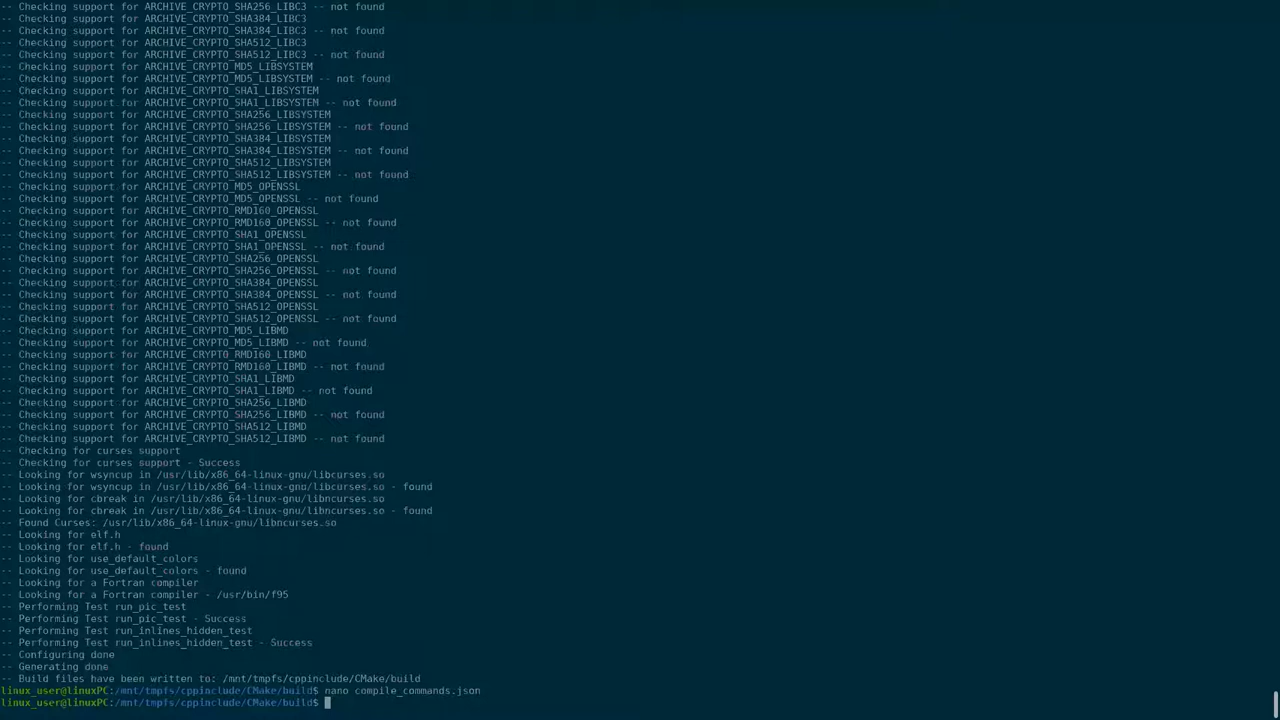 -- Checking support for ARCHIVE_CRYPTO_SHA256_LIBC3 -- not found
-- Checking support for ARCHIVE_CRYPTO_SHA384_LIBC3
-- Checking support for ARCHIVE_CRYPTO_SHA384_LIBC3 -- not found
-- Checking support for ARCHIVE_CRYPTO_SHA512_LIBC3
-- Checking support for ARCHIVE_CRYPTO_SHA512_LIBC3 -- not found
-- Checking support for ARCHIVE_CRYPTO_MD5_LIBSYSTEM
-- Checking support for ARCHIVE_CRYPTO_MD5_LIBSYSTEM -- not found
-- Checking support for ARCHIVE_CRYPTO_SHA1_LIBSYSTEM
-- Checking support for ARCHIVE_CRYPTO_SHA1_LIBSYSTEM -- not found
-- Checking support for ARCHIVE_CRYPTO_SHA256_LIBSYSTEM
-- Checking support for ARCHIVE_CRYPTO_SHA256_LIBSYSTEM -- not found
-- Checking support for ARCHIVE_CRYPTO_SHA384_LIBSYSTEM
-- Checking support for ARCHIVE_CRYPTO_SHA384_LIBSYSTEM -- not found
-- Checking support for ARCHIVE_CRYPTO_SHA512_LIBSYSTEM
-- Checking support for ARCHIVE_CRYPTO_SHA512_LIBSYSTEM -- not found
-- Checking support for ARCHIVE_CRYPTO_MD5_OPENSSL
-- Checking support for ARCHIVE_CRYPTO_MD5_OPENSSL -- not found
-- Checking support for ARCHIVE_CRYPTO_RMD160_OPENSSL
-- Checking support for ARCHIVE_CRYPTO_RMD160_OPENSSL -- not found
-- Checking support for ARCHIVE_CRYPTO_SHA1_OPENSSL
-- Checking support for ARCHIVE_CRYPTO_SHA1_OPENSSL -- not found
-- Checking support for ARCHIVE_CRYPTO_SHA256_OPENSSL
-- Checking support for ARCHIVE_CRYPTO_SHA256_OPENSSL -- not found
-- Checking support for ARCHIVE_CRYPTO_SHA384_OPENSSL
-- Checking support for ARCHIVE_CRYPTO_SHA384_OPENSSL -- not found
-- Checking support for ARCHIVE_CRYPTO_SHA512_OPENSSL
-- Checking support for ARCHIVE_CRYPTO_SHA512_OPENSSL -- not found
-- Checking support for ARCHIVE_CRYPTO_MD5_LIBMD
-- Checking support for ARCHIVE_CRYPTO_MD5_LIBMD -- not found
-- Checking support for ARCHIVE_CRYPTO_RMD160_LIBMD
-- Checking support for ARCHIVE_CRYPTO_RMD160_LIBMD -- not found
-- Checking support for ARCHIVE_CRYPTO_SHA1_LIBMD
-- Checking support for ARCHIVE_CRYPTO_SHA1_LIBMD -- not found
-- Checking support for ARCHIVE_CRYPTO_SHA256_LIBMD
-- Checking support for ARCHIVE_CRYPTO_SHA256_LIBMD -- not found
-- Checking support for ARCHIVE_CRYPTO_SHA512_LIBMD
-- Checking support for ARCHIVE_CRYPTO_SHA512_LIBMD -- not found
-- Checking for curses support
-- Checking for curses support - Success
-- Looking for wsyncup in /usr/lib/x86_64-linux-gnu/libcurses.so
-- Looking for wsyncup in /usr/lib/x86_64-linux-gnu/libcurses.so - found
-- Looking for cbreak in /usr/lib/x86_64-linux-gnu/libncurses.so
-- Looking for cbreak in /usr/lib/x86_64-linux-gnu/libncurses.so - found
-- Found Curses: /usr/lib/x86_64-linux-gnu/libncurses.so
-- Looking for elf.h
-- Looking for elf.h - found
-- Looking for use_default_colors
-- Looking for use_default_colors - found
-- Looking for a Fortran compiler
-- Looking for a Fortran compiler - /usr/bin/f95
-- Performing Test run_pic_test
-- Performing Test run_pic_test - Success
-- Performing Test run_inlines_hidden_test
-- Performing Test run_inlines_hidden_test - Success
-- Configuring done
-- Generating done
-- Build files have been written to: /mnt/tmpfs/cppinclude/CMake/build
linux_user@linuxPC:/mnt/tmpfs/cppinclude/CMake/build$ nano compile_commands.json
linux_user@linuxPC:/mnt/tmpfs/cppinclude/CMake/build$